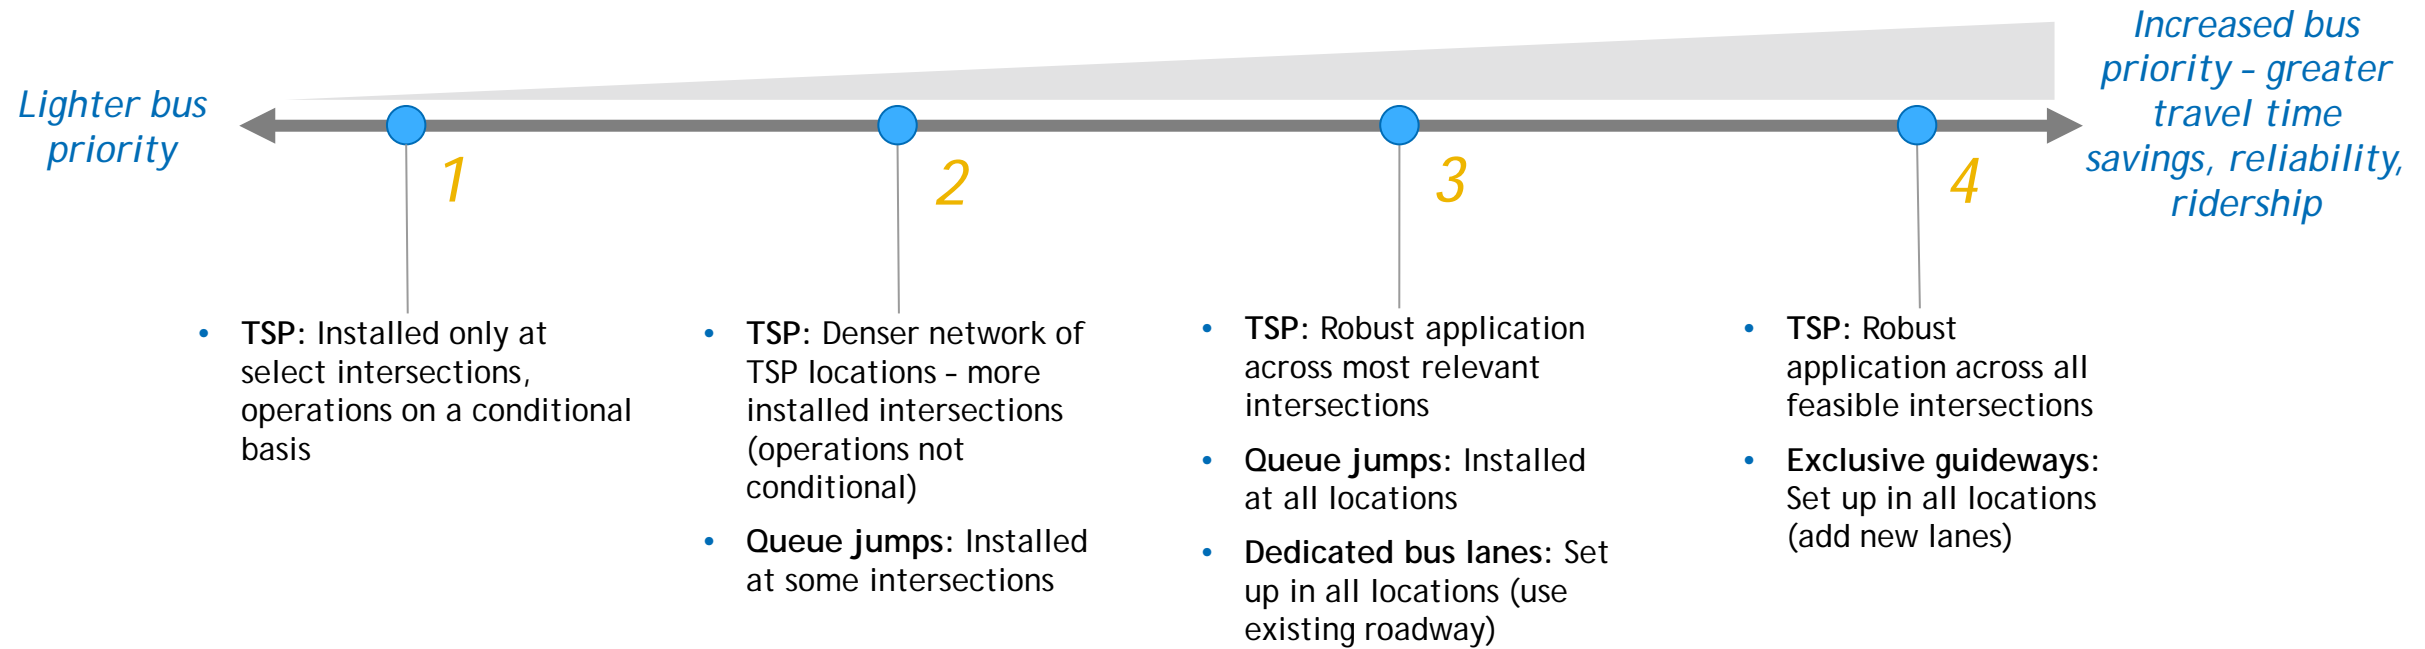 Lighter bus
priority
Increased bus
priority – greater
travel time
savings, reliability,
ridership
1
2
3
4
• TSP: Installed only at
select intersections,
operations on a conditional
basis
• TSP: Denser network of
TSP locations – more
installed intersections
(operations not
conditional)
• Queue jumps: Installed
at some intersections
• TSP: Robust application
across most relevant
intersections
• Queue jumps: Installed
at all locations
• Dedicated bus lanes: Set
up in all locations (use
existing roadway)
• TSP: Robust
application across all
feasible intersections
• Exclusive guideways:
Set up in all locations
(add new lanes)